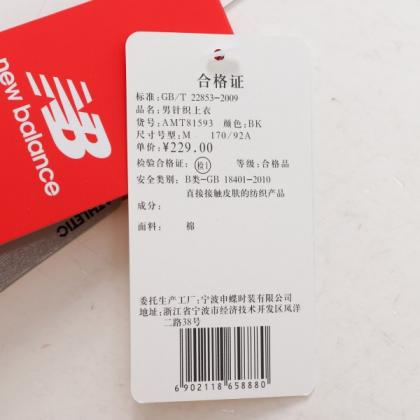 new balance
ATHLETIC
合格证
标准:GB/T 22853-2009
品名:男针织上衣
货号:AMT81593 颜色:BK
尺寸号型:M 170/92A
单价:¥229.00
检验合格证: 检1 等级:合格品
安全类别: B类-GB 18401-2010
直接接触皮肤的纺织产品
成分:
面料: 棉
委托生产工厂:宁波申蝶时装有限公司
地址:浙江省宁波市经济技术开发区凤洋
二路38号
6902118658880